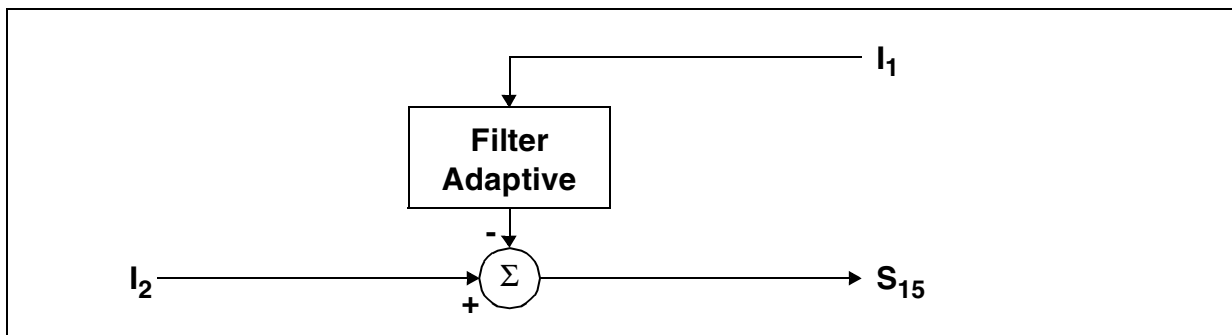 I₁
Filter
Adaptive
-
I₂
Σ
+
S₁₅